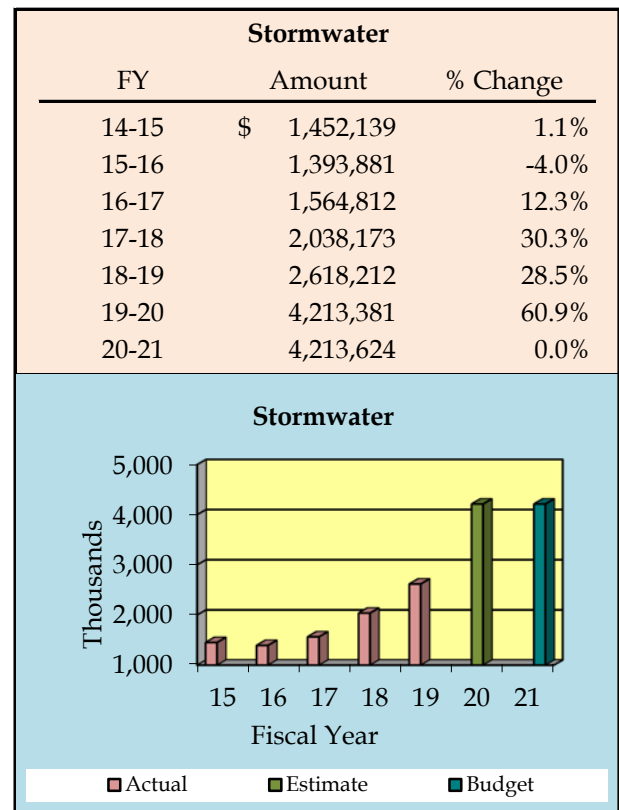 Stormwater
FY Amount % Change
14-15 $ 1,452,139 1.1%
15-16 1,393,881 -4.0%
16-17 1,564,812 12.3%
17-18 2,038,173 30.3%
18-19 2,618,212 28.5%
19-20 4,213,381 60.9%
20-21 4,213,624 0.0%
Stormwater
5,000
4,000
3,000
2,000
1,000
Thousands
15 16 17 18 19 20 21
Fiscal Year
Actual Estimate Budget